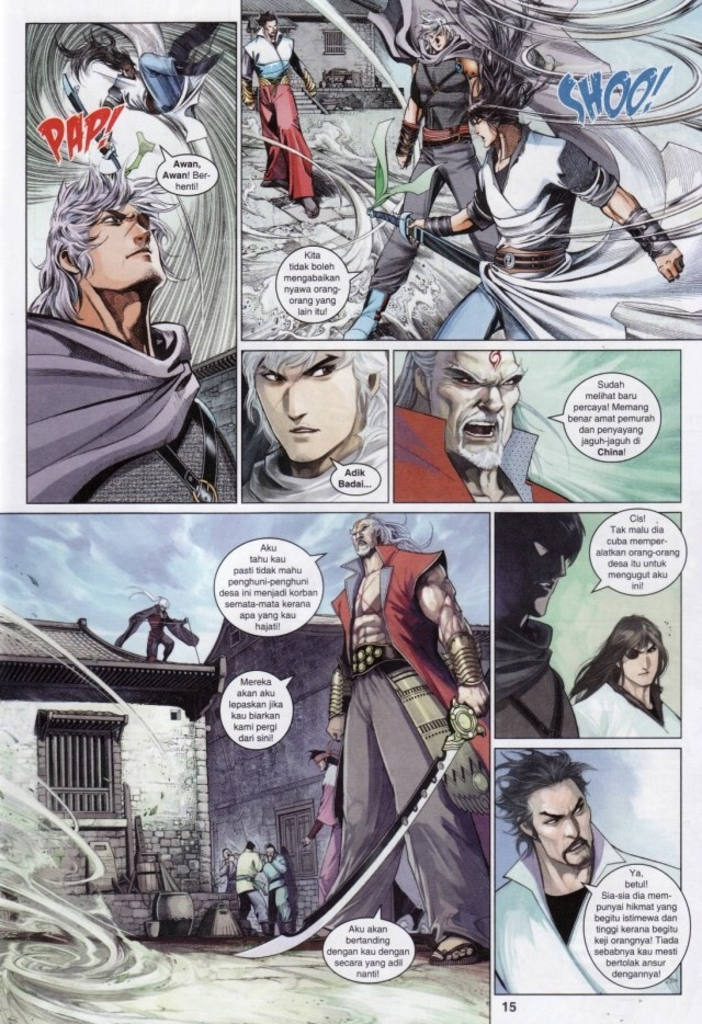 PAP!
Awan,
Awan! Ber-
henti!
SHOO!
Kita
tidak boleh
mengabaikan
nyawa orang-
orang yang
lain itu!
Adik
Badai...
Sudah
melihat baru
percaya! Memang
benar amat pemurah
dan penyayang
jaguh-jaguh di
China!
Aku
tahu kau
pasti tidak mahu
penghuni-penghuni
desa ini menjadi korban
semata-mata kerana
apa yang kau
hajati!
Mereka
akan aku
lepaskan jika
kau biarkan
kami pergi
dari sini!
Aku akan
bertanding
dengan kau dengan
secara yang adil
nanti!
Cis!
Tak malu dia
cuba memper-
alatkan orang-orang
desa itu untuk
mengugut aku
ini!
Ya,
betul!
Sia-sia dia mem-
punyai hikmat yang
begitu istimewa dan
tinggi kerana begitu
keji orangnya! Tiada
sebabnya kau mesti
bertolak ansur
dengannya!
15